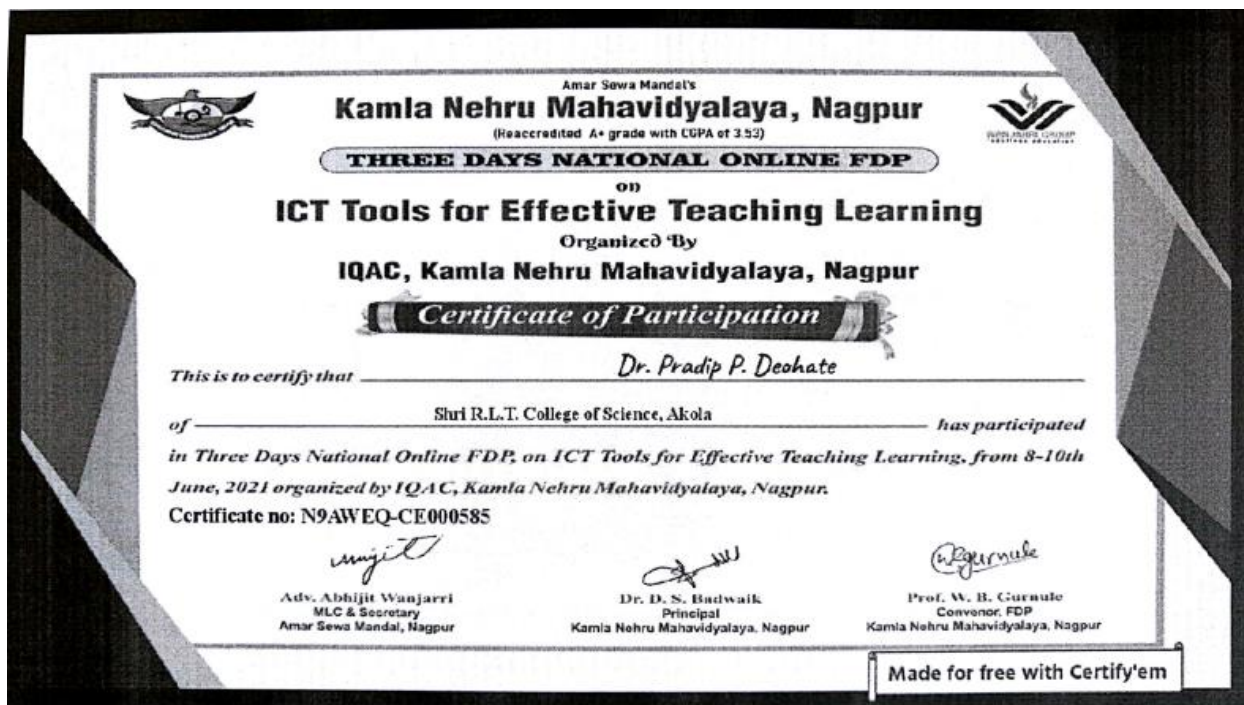 Amar Sewa Mandal's
Kamla Nehru Mahavidyalaya, Nagpur
(Reaccredited A+ grade with CGPA of 3.53)
WANJARRI GROUP
THREE DAYS NATIONAL ONLINE FDP
on
ICT Tools for Effective Teaching Learning
Organized By
IQAC, Kamla Nehru Mahavidyalaya, Nagpur
Certificate of Participation
This is to certify that Dr. Pradip P. Deohate
of Shri R.L.T. College of Science, Akola has participated
in Three Days National Online FDP, on ICT Tools for Effective Teaching Learning, from 8-10th
June, 2021 organized by IQAC, Kamla Nehru Mahavidyalaya, Nagpur.
Certificate no: N9AWEQ-CE000585
Adv. Abhijit Wanjarri
MLC & Secretary
Amar Sewa Mandal, Nagpur
Dr. D. S. Badwaik
Principal
Kamla Nehru Mahavidyalaya, Nagpur
WBGurnule
Prof. W. B. Gurnule
Convenor, FDP
Kamla Nehru Mahavidyalaya, Nagpur
Made for free with Certify'em